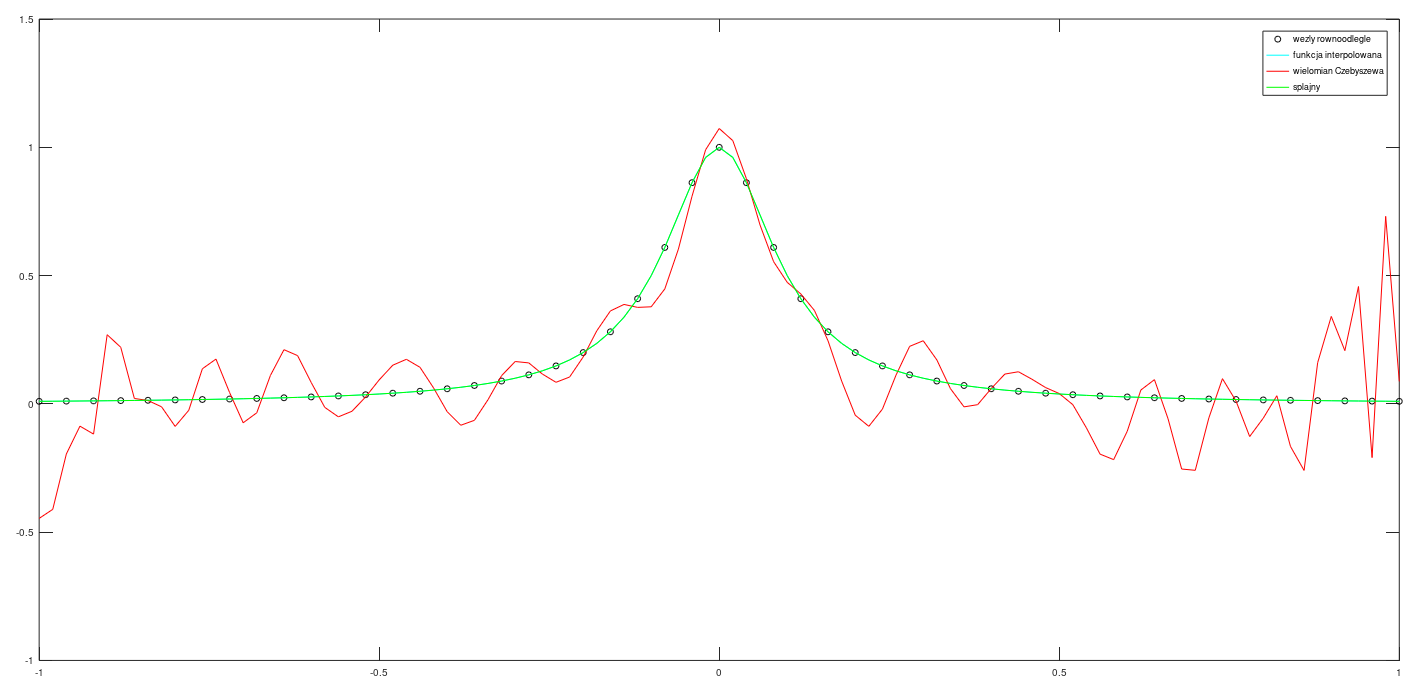 1.5
wezly rownoodlegle
funkcja interpolowana
wielomian Czebyszewa
splajny
1
0.5
0
-0.5
-1
-1 -0.5 0 0.5 1